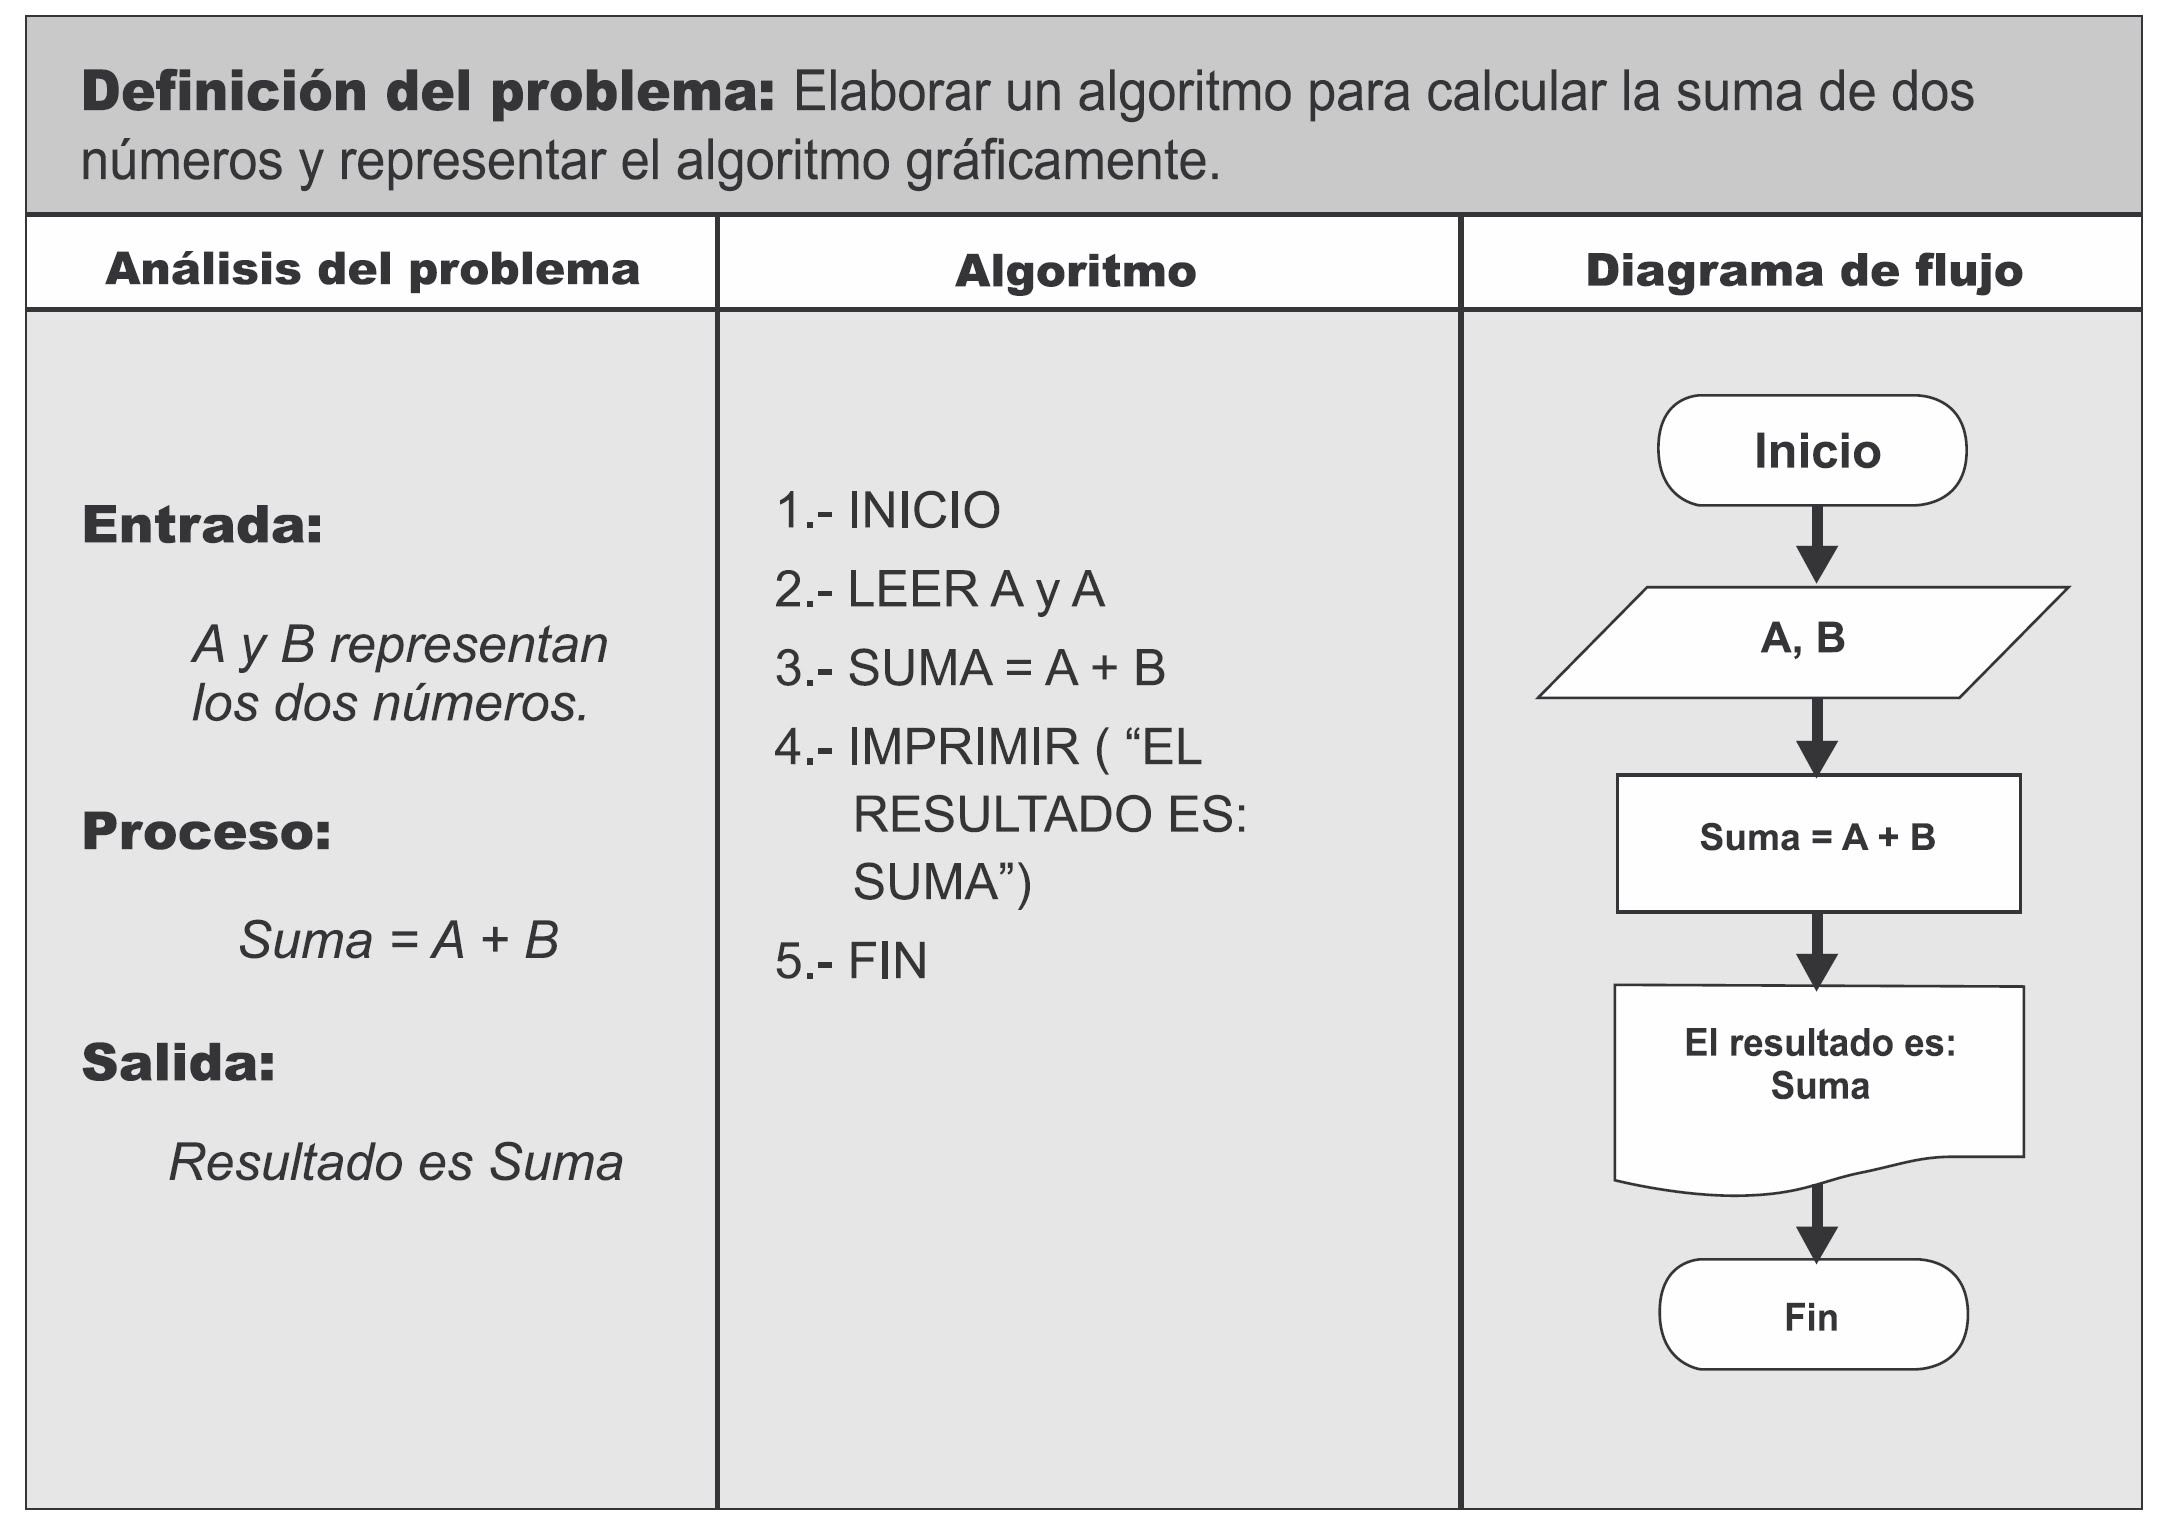 Definición del problema: Elaborar un algoritmo para calcular la suma de dos
números y representar el algoritmo gráficamente.
Análisis del problema
Algoritmo
Diagrama de flujo
Entrada:
A y B representan
los dos números.
Proceso:
Suma = A + B
Salida:
Resultado es Suma
1.- INICIO
2.- LEER A y A
3.- SUMA = A + B
4.- IMPRIMIR ( “EL
RESULTADO ES:
SUMA”)
5.- FIN
Inicio
A, B
Suma = A + B
El resultado es:
Suma
Fin